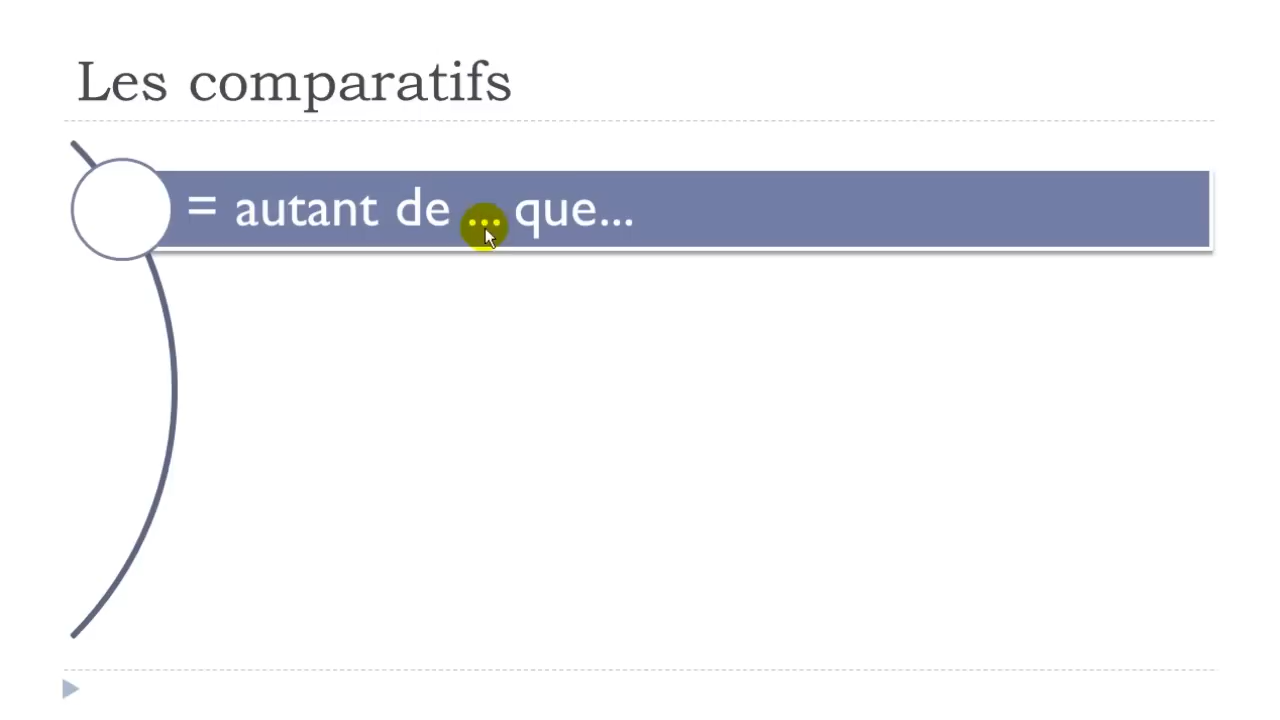 Les comparatifs
= autant de ... que...